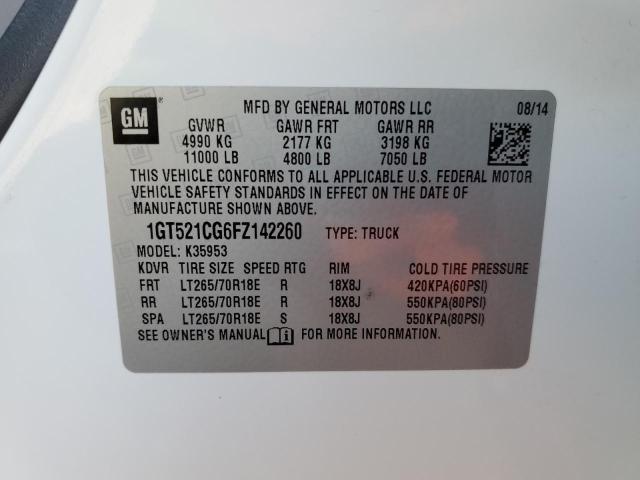 GM ® MFD BY GENERAL MOTORS LLC 08/14
GVWR GAWR FRT GAWR RR
4990 KG 2177 KG 3198 KG
11000 LB 4800 LB 7050 LB
THIS VEHICLE CONFORMS TO ALL APPLICABLE U.S. FEDERAL MOTOR
VEHICLE SAFETY STANDARDS IN EFFECT ON THE DATE OF
MANUFACTURE SHOWN ABOVE.
1GT521CG6FZ142260 TYPE: TRUCK
MODEL: K35953
KDVR TIRE SIZE SPEED RTG RIM COLD TIRE PRESSURE
FRT LT265/70R18E R 18X8J 420KPA(60PSI)
RR LT265/70R18E R 18X8J 550KPA(80PSI)
SPA LT265/70R18E S 18X8J 550KPA(80PSI)
SEE OWNER'S MANUAL i FOR MORE INFORMATION.